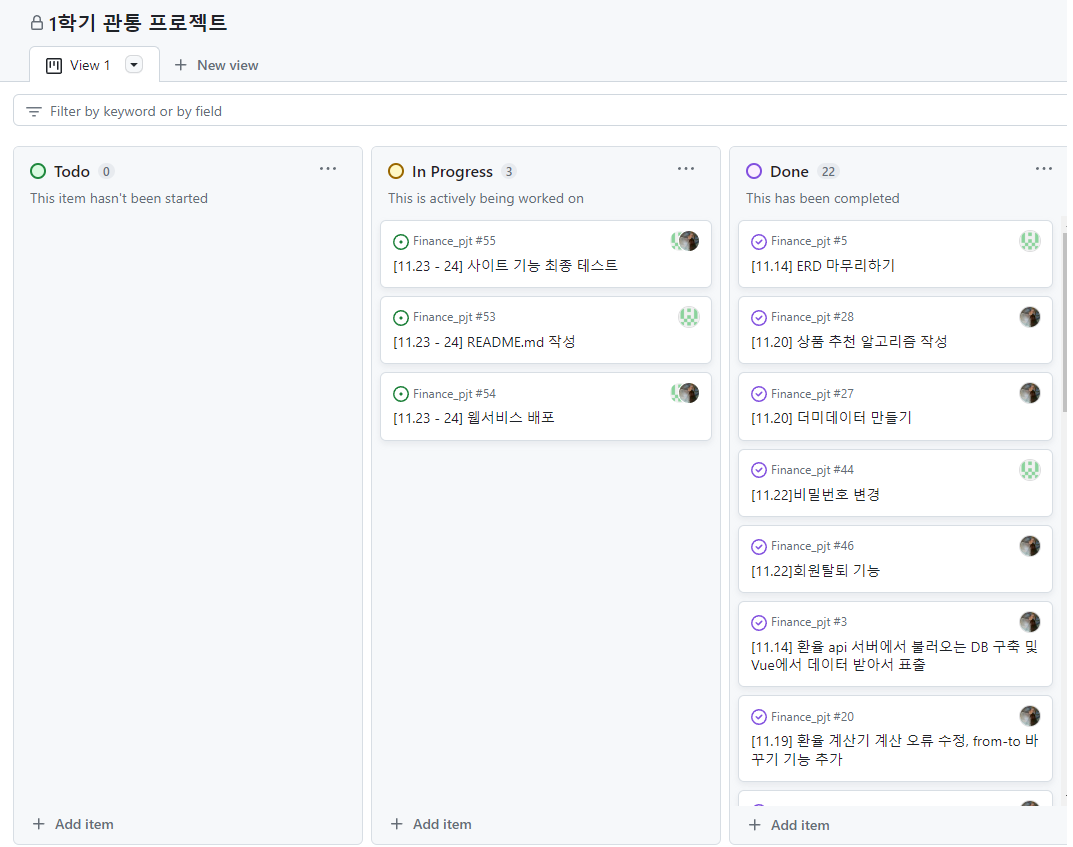 1학기 관통 프로젝트
View 1
New view
Filter by keyword or by field
Todo 0
This item hasn't been started
Add item
In Progress 3
This is actively being worked on
Finance_pjt #55
[11.23 - 24] 사이트 기능 최종 테스트
Finance_pjt #53
[11.23 - 24] README.md 작성
Finance_pjt #54
[11.23 - 24] 웹서비스 배포
Add item
Done 22
This has been completed
Finance_pjt #5
[11.14] ERD 마무리하기
Finance_pjt #28
[11.20] 상품 추천 알고리즘 작성
Finance_pjt #27
[11.20] 더미데이터 만들기
Finance_pjt #44
[11.22]비밀번호 변경
Finance_pjt #46
[11.22]회원탈퇴 기능
Finance_pjt #3
[11.14] 환율 api 서버에서 불러오는 DB 구축 및
Vue에서 데이터 받아서 표출
Finance_pjt #20
[11.19] 환율 계산기 계산 오류 수정, from-to 바
꾸기 기능 추가
Add item